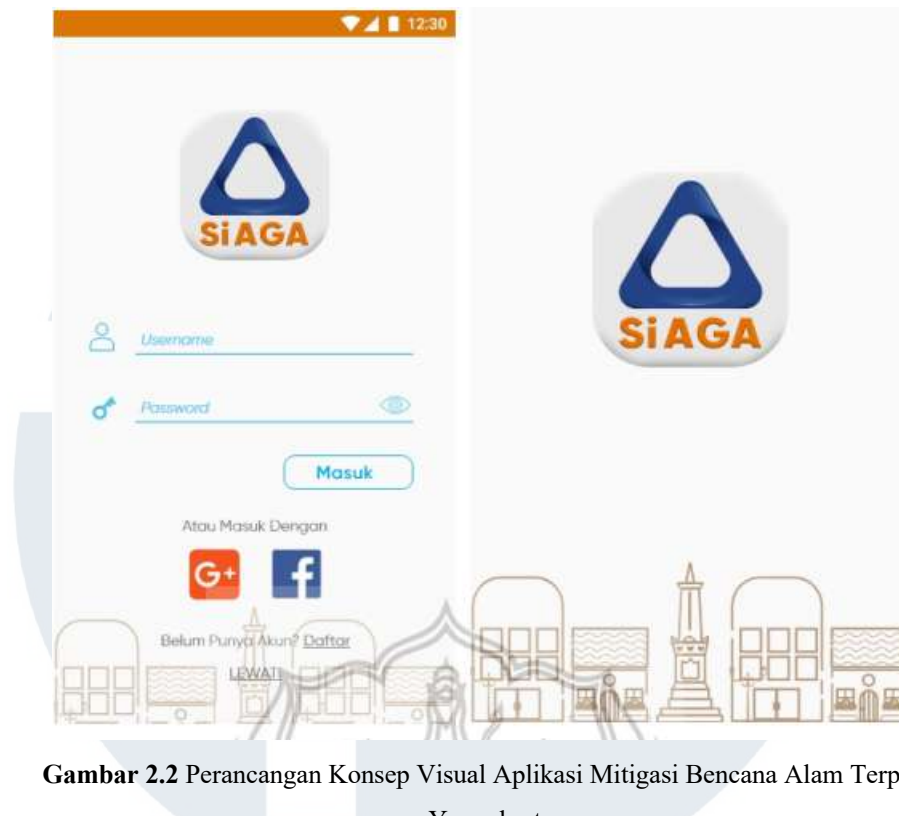 12:30
SiAGA
SiAGA
Username
Password
Masuk
Atau Masuk Dengan
G+
f
Belum Punya Akun? Daftar
LEWATI
Gambar 2.2 Perancangan Konsep Visual Aplikasi Mitigasi Bencana Alam Terp